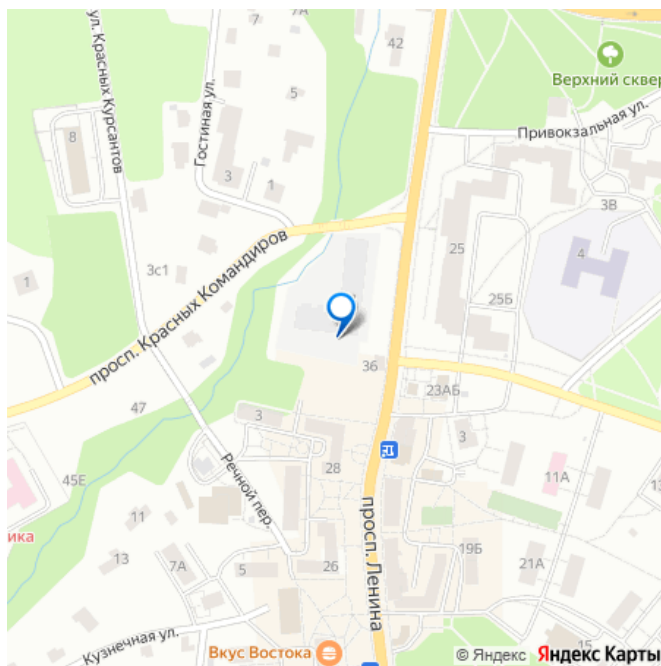 7А
42
ул. Красных Курсантов
Верхний сквер
5
Гостиная ул.
Привокзальная ул.
8
3
1
3В
4
25
просп. Красных Командиров
3с1
1
25Б
36
23АБ
47
3
3
28
45Е
Речной пер.
11А
просп. Ленина
ика
11
13
7А
5
26
19Б
21А
Кузнечная ул.
Вкус Востока
15
© Яндекс Яндекс Карты